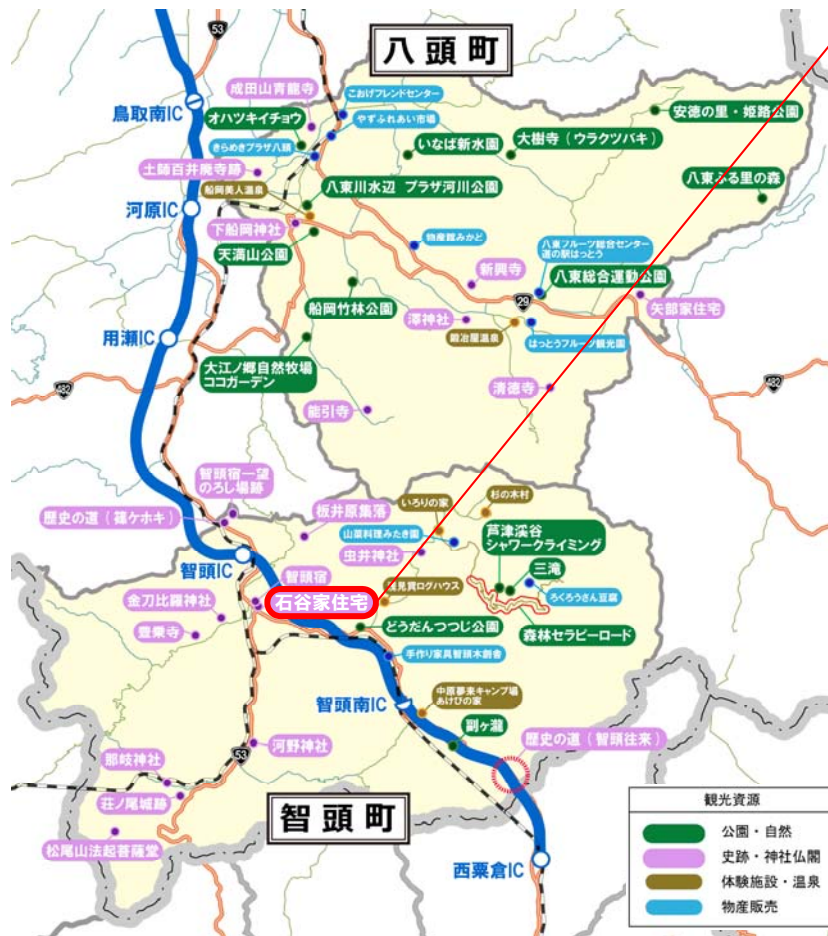 53
八頭町
成田山青龍寺
こおげフレンドセンター
鳥取南IC
オハツキイチョウ
やずふれあい市場
安徳の里・姫路公園
きらめきプラザ八頭
いなば新水園
大樹寺（ウラクツバキ）
土師百井廃寺跡
船岡美人温泉
八東川水辺 プラザ河川公園
八東ふる里の森
河原IC
下船岡神社
天満山公園
物産館みかど
八東フルーツ総合センター
道の駅はっとう
新興寺
八東総合運動公園
29
船岡竹林公園
矢部家住宅
澤神社
用瀬IC
鍛冶屋温泉
はっとうフルーツ観光園
大江ノ郷自然牧場
ココガーデン
482
482
清徳寺
能引寺
智頭宿一望
のろし場跡
いろりの家
杉の木村
歴史の道（篠ケホキ）
板井原集落
山菜料理みたき園
芦津渓谷
シャワークライミング
虫井神社
智頭IC
三滝
智頭宿
石谷家住宅
見賞ログハウス
ろくろうさん豆腐
金刀比羅神社
どうだんつつじ公園
森林セラピーロード
豊乗寺
手作り家具智頭木創舎
智頭南IC
中原夢来キャンプ場
あけびの家
副ヶ瀧
歴史の道（智頭往来）
53
河野神社
那岐神社
荘ノ尾城跡
智頭町
松尾山法起菩薩堂
西粟倉IC
観光資源
公園・自然
史跡・神社仏閣
体験施設・温泉
物産販売